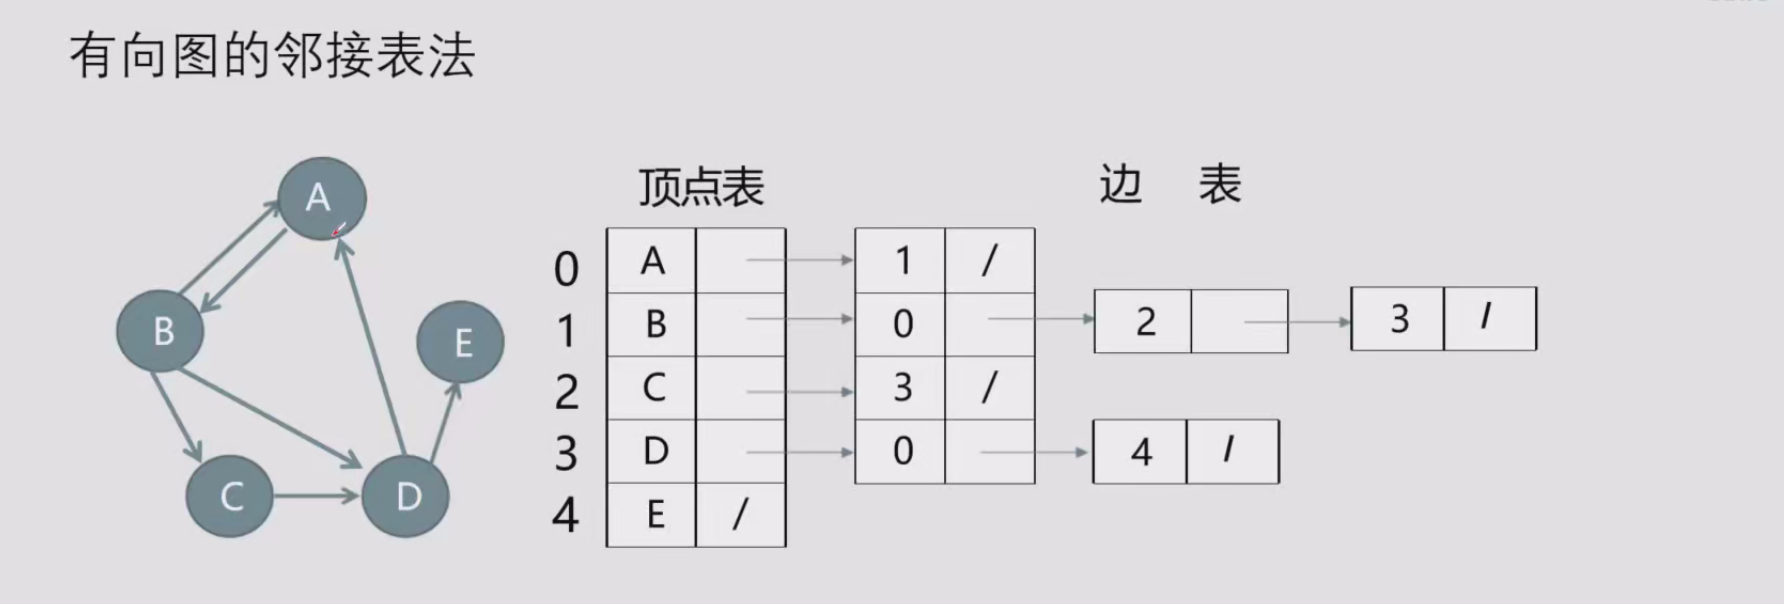 有向图的邻接表法
A
B
E
C
D
顶点表
边 表
0 A 1 /
1 B 0 2 3 /
2 C 3 /
3 D 0 4 /
4 E /